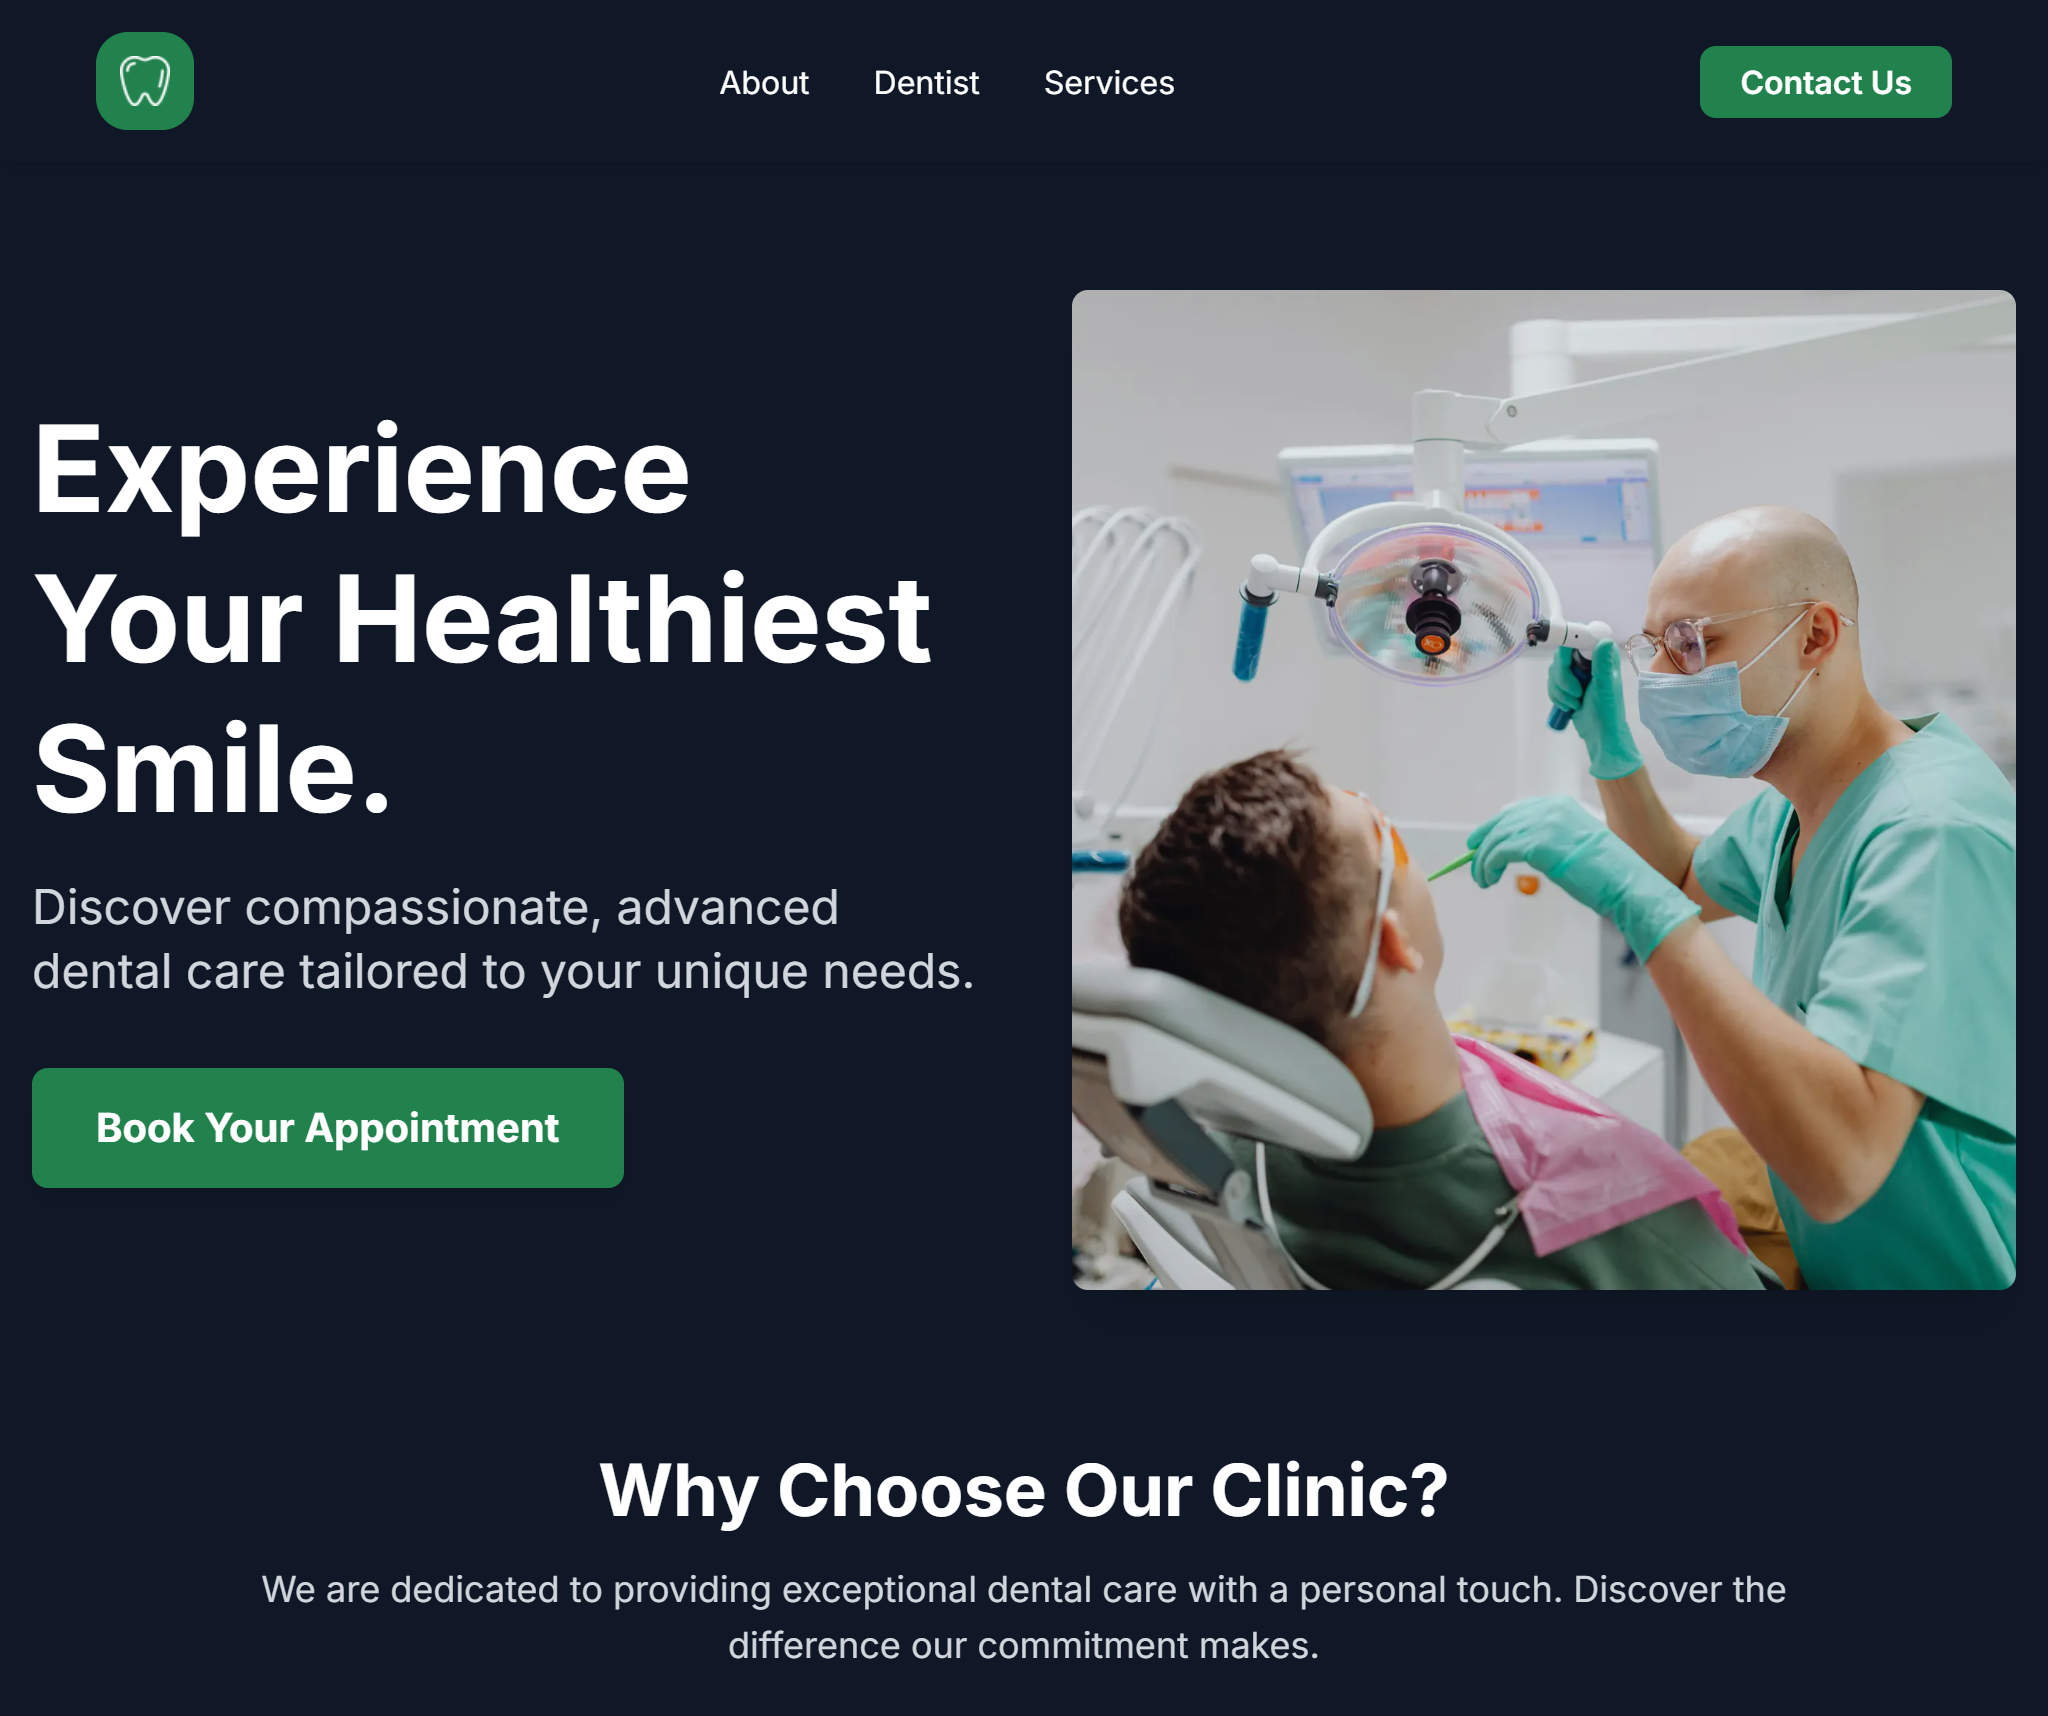 About
Dentist
Services
Contact Us
Experience
Your Healthiest
Smile.
Discover compassionate, advanced
dental care tailored to your unique needs.
Book Your Appointment
Why Choose Our Clinic?
We are dedicated to providing exceptional dental care with a personal touch. Discover the
difference our commitment makes.